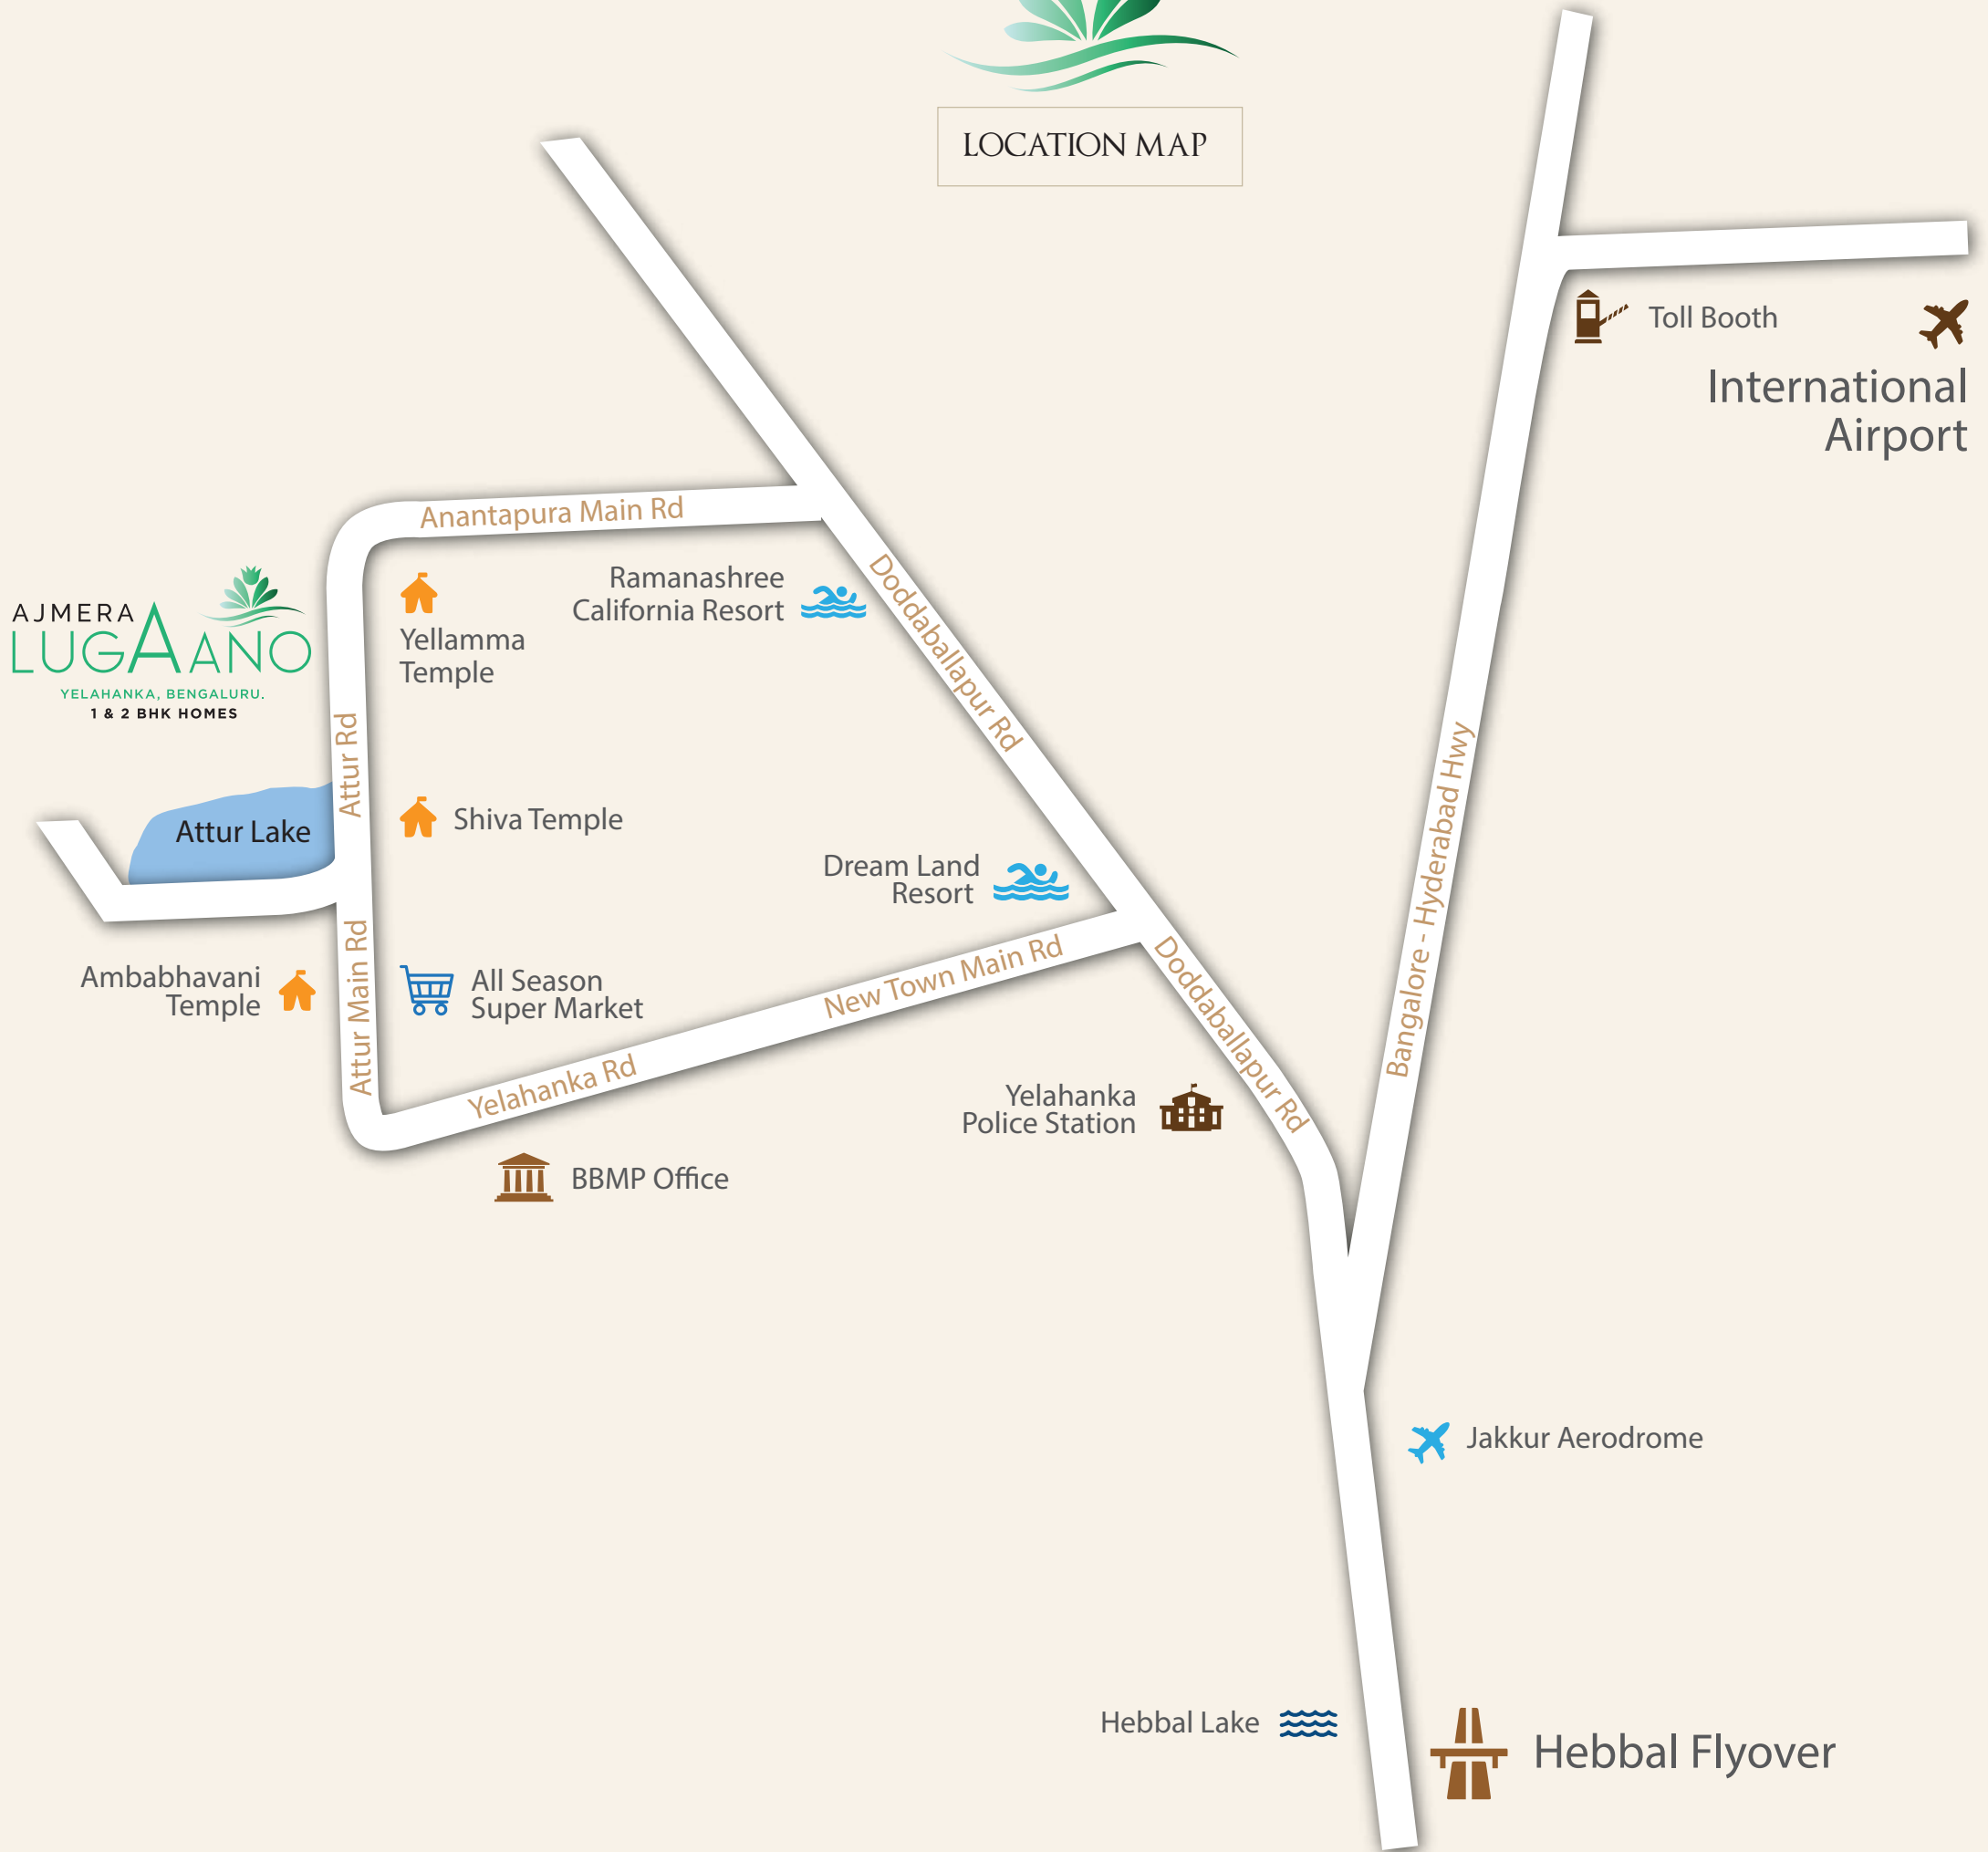 LOCATION MAP
Toll Booth
International
Airport
Anantapura Main Rd
Doddaballapur Rd
Ramanashree
California Resort
Yellamma
Temple
AJMERA
LUGAANO
YELAHANKA, BENGALURU.
1 & 2 BHK HOMES
Attur Rd
Bangalore - Hyderabad Hwy
Attur Lake
Shiva Temple
Dream Land
Resort
Attur Main Rd
Ambabhavani
Temple
All Season
Super Market
New Town Main Rd
Doddaballapur Rd
Yelahanka Rd
Yelahanka
Police Station
BBMP Office
Jakkur Aerodrome
Hebbal Lake
Hebbal Flyover